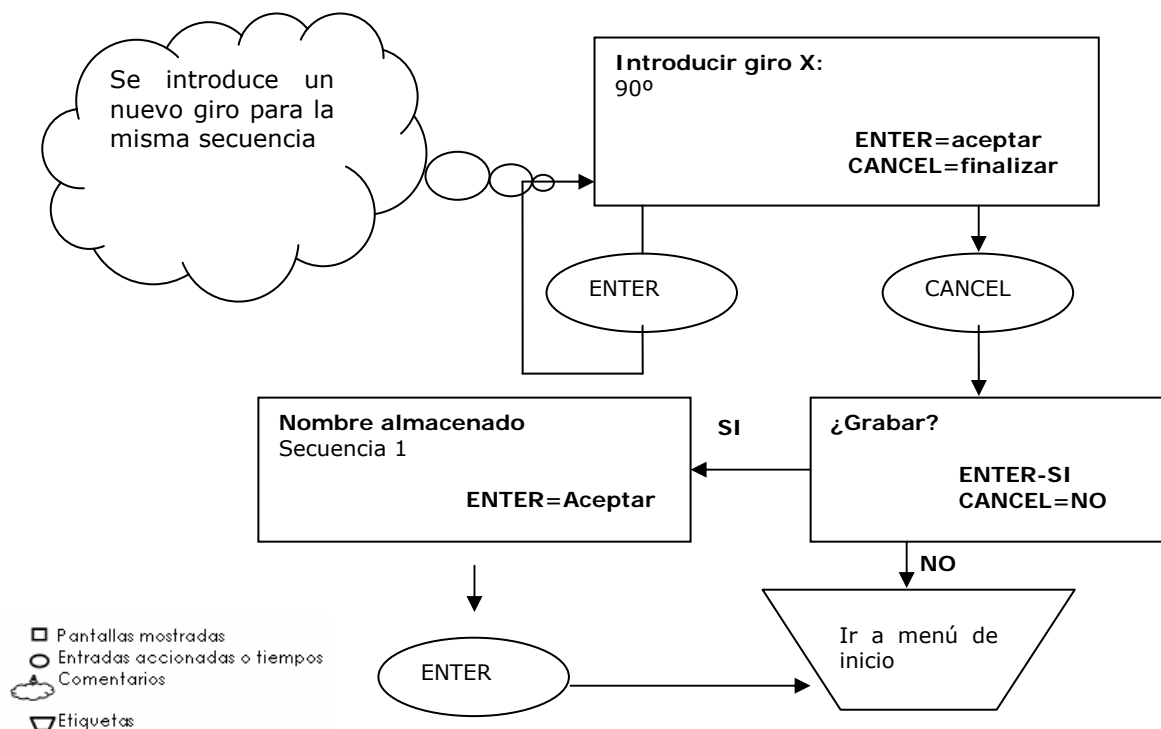 Se introduce un
nuevo giro para la
misma secuencia
Introducir giro X:
90º
ENTER=aceptar
CANCEL=finalizar
ENTER
CANCEL
Nombre almacenado
Secuencia 1
ENTER=Aceptar
SI
¿Grabar?
ENTER-SI
CANCEL=NO
NO
Ir a menú de
inicio
ENTER
Pantallas mostradas
Entradas accionadas o tiempos
Comentarios
Etiquetas